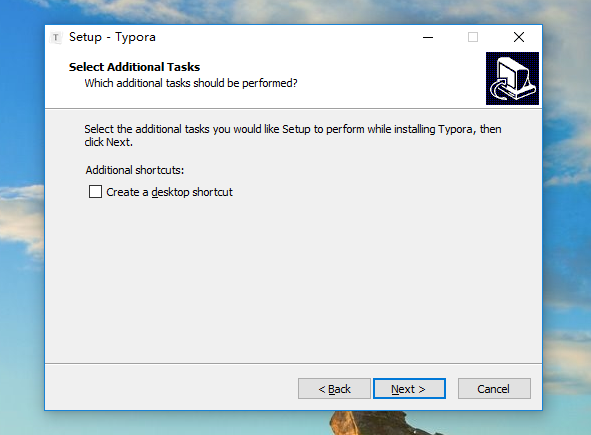 T Setup - Typora
Select Additional Tasks
Which additional tasks should be performed?
Select the additional tasks you would like Setup to perform while installing Typora, then
click Next.
Additional shortcuts:
Create a desktop shortcut
< Back Next > Cancel